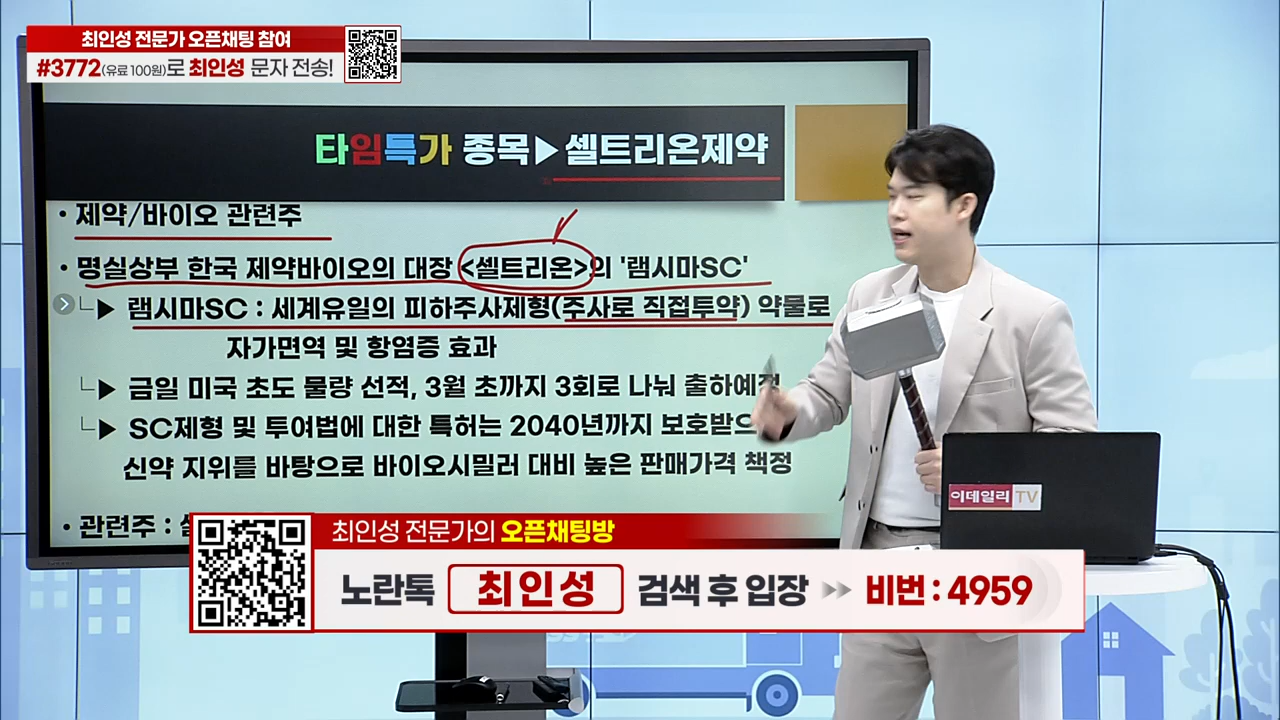 최인성 전문가 오픈채팅 참여
#3772(유료 100원)로 최인성 문자 전송!
타임특가 종목▶셀트리온제약
· 제약/바이오 관련주
· 명실상부 한국 제약바이오의 대장 <셀트리온>의 '램시마SC'
└▶ 램시마SC : 세계유일의 피하주사제형(주사로 직접투약) 약물로
자가면역 및 항염증 효과
└▶ 금일 미국 초도 물량 선적, 3월 초까지 3회로 나눠 출하예정
└▶ SC제형 및 투여법에 대한 특허는 2040년까지 보호받으
신약 지위를 바탕으로 바이오시밀러 대비 높은 판매가격 책정
· 관련주 :
이데일리 TV
최인성 전문가의 오픈채팅방
노란톡 최인성 검색 후 입장 ▶▶ 비번 : 4959